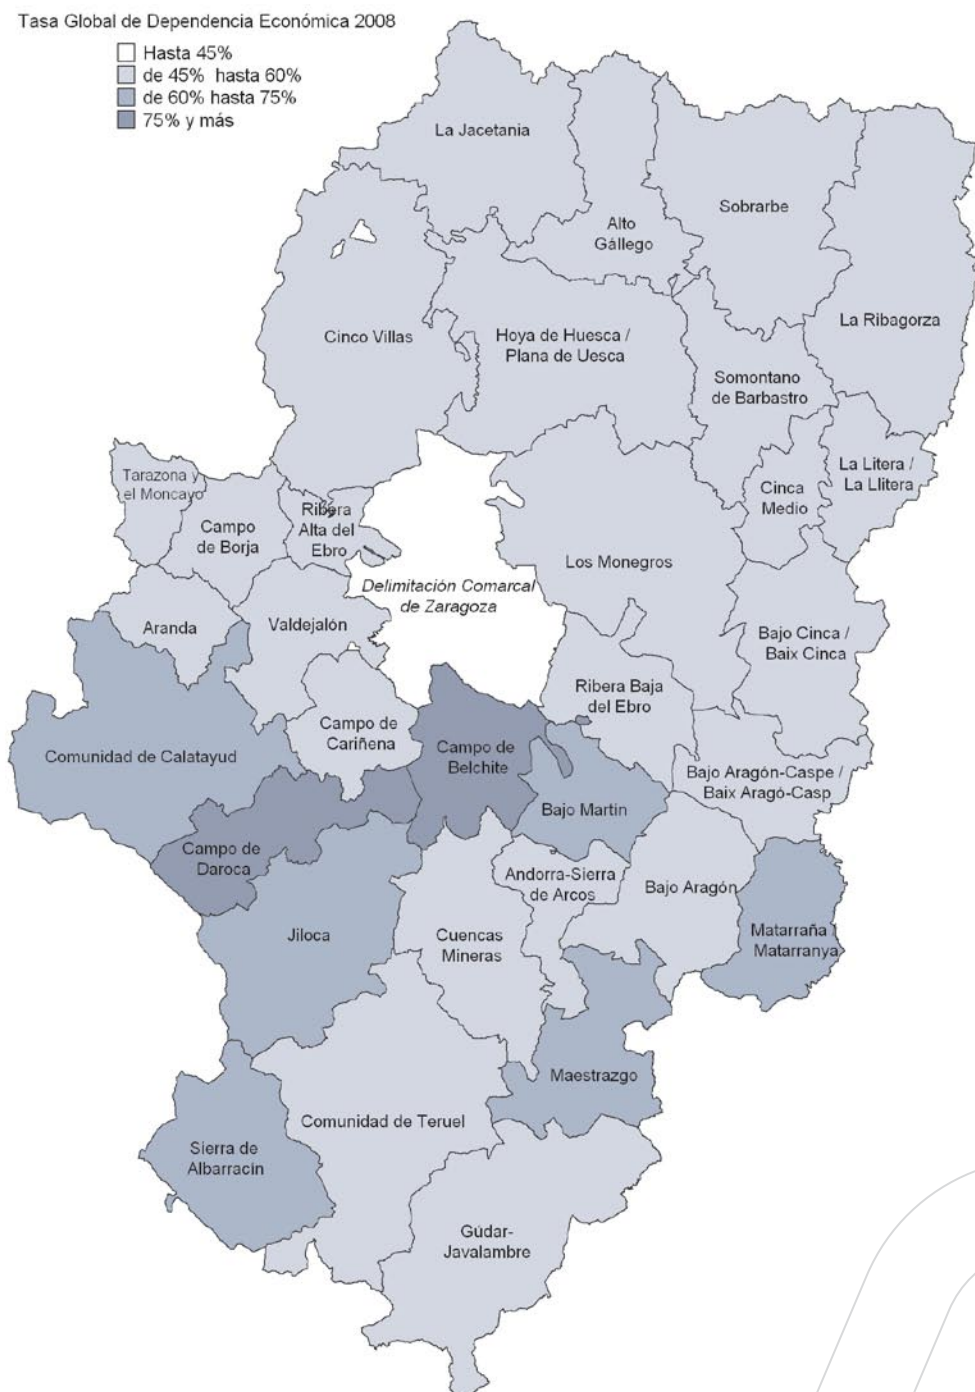 Tasa Global de Dependencia Económica 2008
Hasta 45%
de 45% hasta 60%
de 60% hasta 75%
75% y más
La Jacetania
Alto
Gállego
Sobrarbe
La Ribagorza
Cinco Villas
Hoya de Huesca /
Plana de Uesca
Somontano
de Barbastro
Tarazona y
el Moncayo
Campo
de Borja
Ribera
Alta del
Ebro
Cinca
Medio
La Litera /
La Llitera
Los Monegros
Delimitación Comarcal
de Zaragoza
Aranda
Valdejalón
Bajo Cinca /
Baix Cinca
Ribera Baja
del Ebro
Comunidad de Calatayud
Campo de
Cariñena
Campo de
Belchite
Bajo Aragón-Caspe /
Baix Aragó-Casp
Bajo Martín
Campo de
Daroca
Andorra-Sierra
de Arcos
Bajo Aragón
Jiloca
Cuencas
Mineras
Matarraña /
Matarranya
Maestrazgo
Comunidad de Teruel
Sierra de
Albarracín
Gúdar-
Javalambre